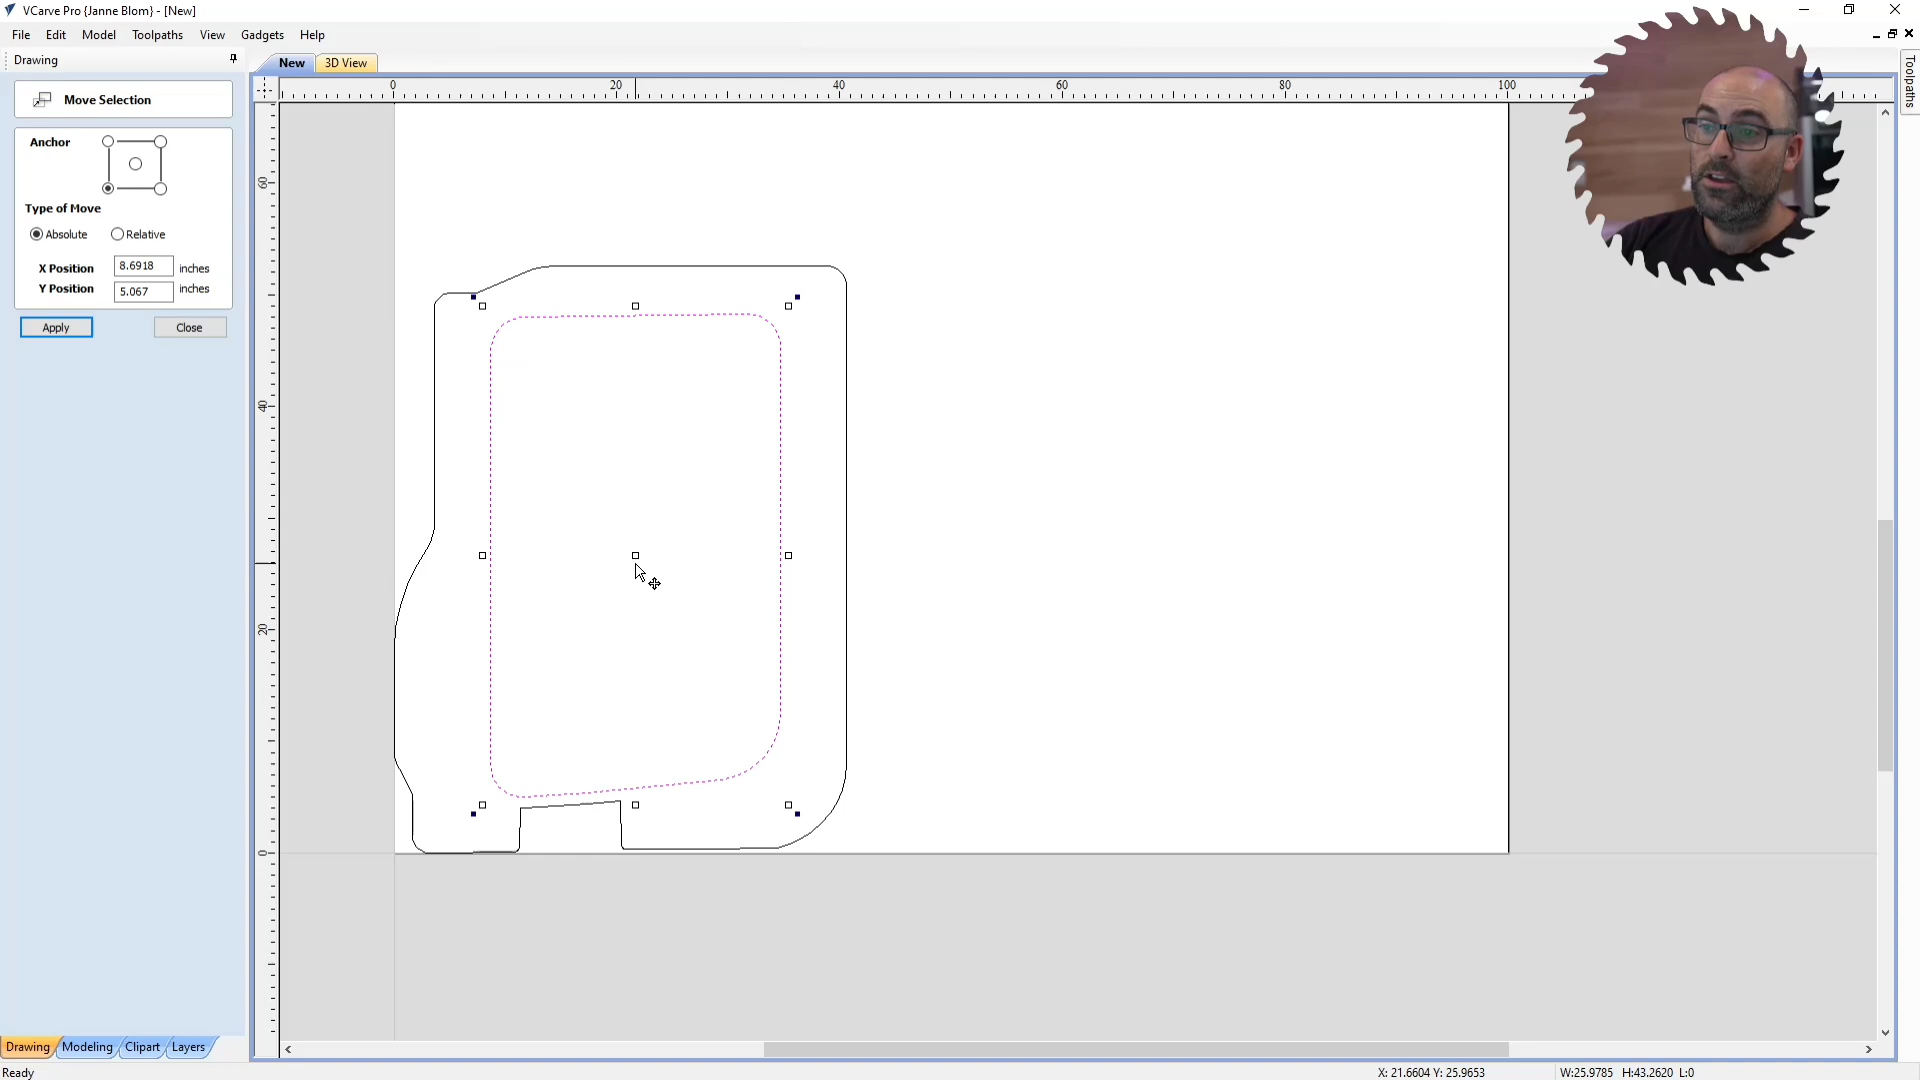 VCarve Pro {Janne Blom} - [New]
File Edit Model Toolpaths View Gadgets Help
Drawing
New 3D View
Toolpaths
0 20 40 60 80 100
Move Selection
Anchor
Type of Move
Absolute Relative
X Position 8.6918 inches
Y Position 5.067 inches
Apply Close
60
40
20
0
Drawing Modeling Clipart Layers
Ready
X: 21.6604 Y: 25.9653
W:25.9785 H:43.2620 L:0